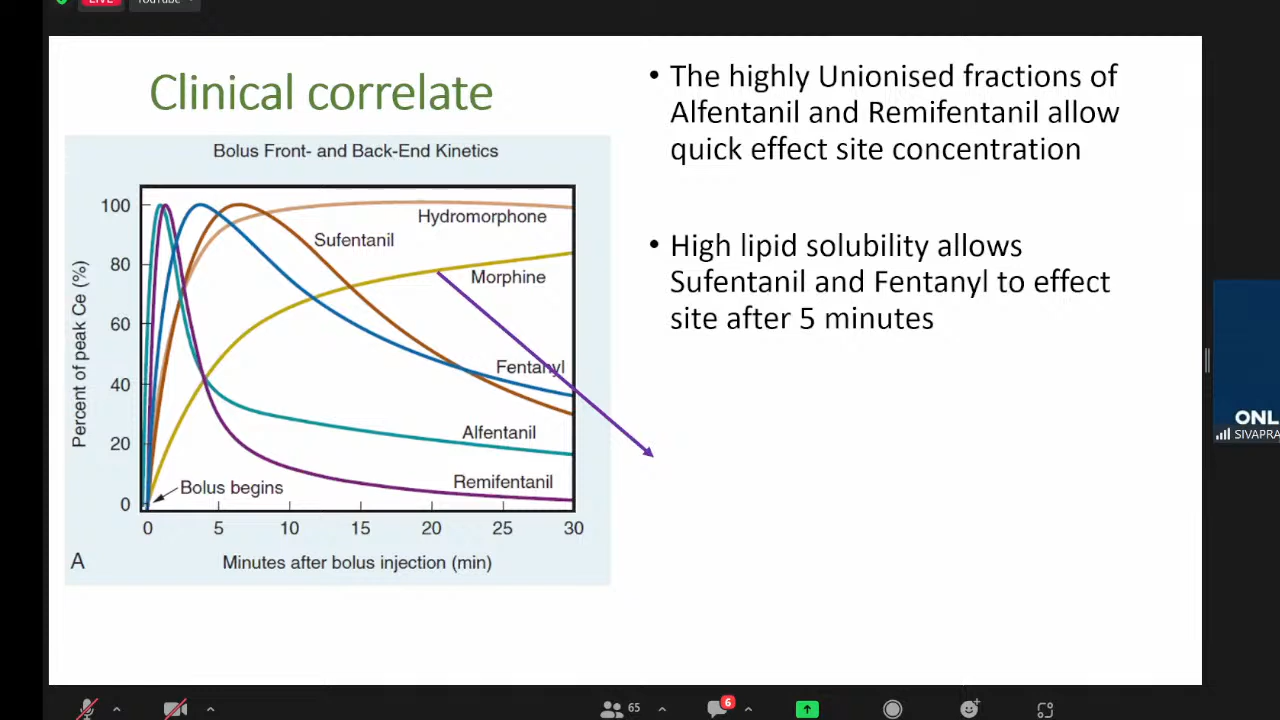 LIVE
YouTube
Clinical correlate
Bolus Front- and Back-End Kinetics
Percent of peak Ce (%)
100
80
60
40
20
0
Hydromorphone
Sufentanil
Morphine
Fentanyl
Alfentanil
Remifentanil
Bolus begins
0 5 10 15 20 25 30
A
Minutes after bolus injection (min)
• The highly Unionised fractions of
Alfentanil and Remifentanil allow
quick effect site concentration
• High lipid solubility allows
Sufentanil and Fentanyl to effect
site after 5 minutes
ONL
SIVAPRA
65
6